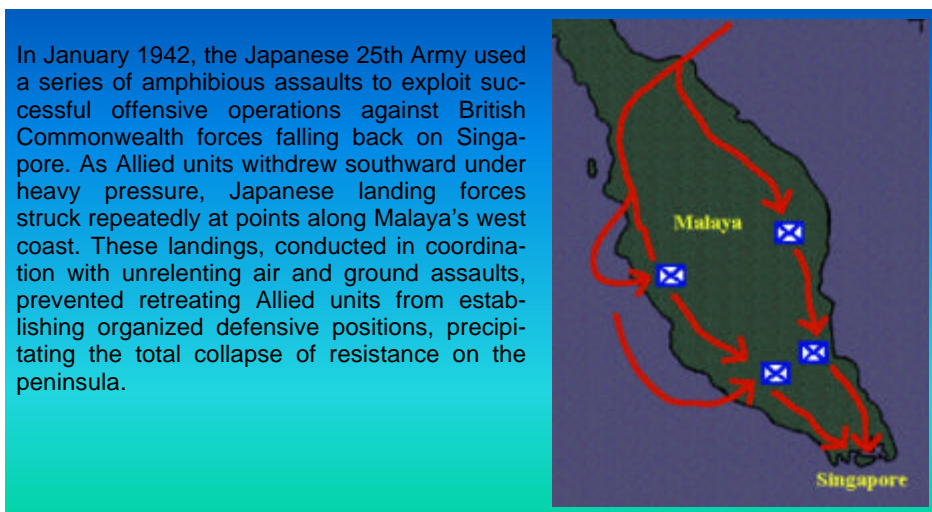 In January 1942, the Japanese 25th Army used
a series of amphibious assaults to exploit suc-
cessful offensive operations against British
Commonwealth forces falling back on Singa-
pore. As Allied units withdrew southward under
heavy pressure, Japanese landing forces
struck repeatedly at points along Malaya's west
coast. These landings, conducted in coordina-
tion with unrelenting air and ground assaults,
prevented retreating Allied units from estab-
lishing organized defensive positions, precipi-
tating the total collapse of resistance on the
peninsula.
Malaya
Singapore